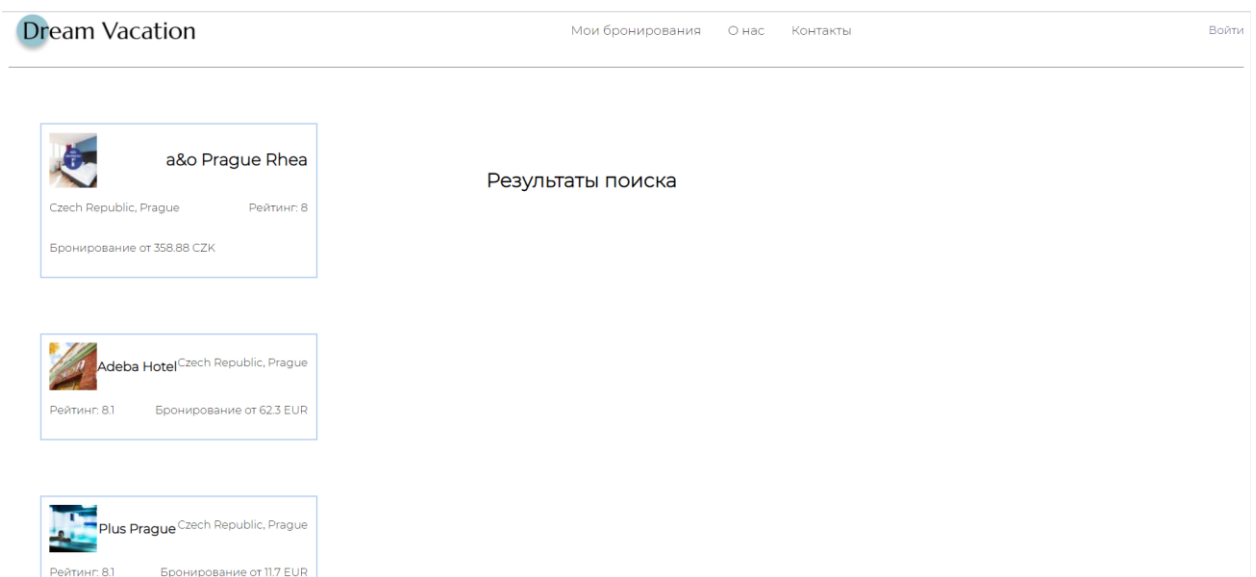 Dream Vacation
Мои бронирования О нас Контакты
Войти
a&o Prague Rhea
Czech Republic, Prague Рейтинг: 8
Бронирование от 358.88 CZK
Результаты поиска
Adeba Hotel Czech Republic, Prague
Рейтинг: 8.1 Бронирование от 62.3 EUR
Plus Prague Czech Republic, Prague
Рейтинг: 8.1 Бронирование от 11.7 EUR